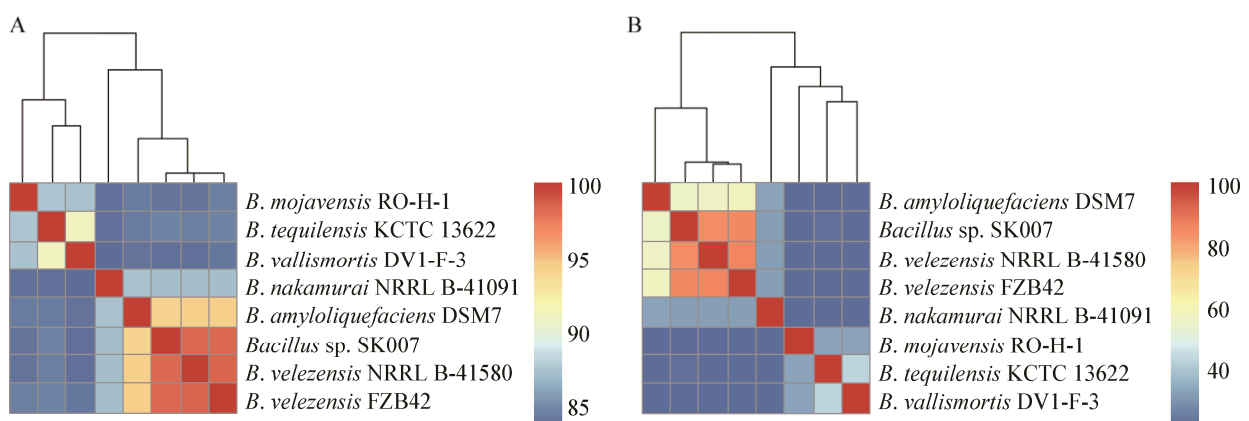 A
B. mojavensis RO-H-1
B. tequilensis KCTC 13622
B. vallismortis DV1-F-3
B. nakamurai NRRL B-41091
B. amyloliquefaciens DSM7
Bacillus sp. SK007
B. velezensis NRRL B-41580
B. velezensis FZB42
100
95
90
85
B
B. amyloliquefaciens DSM7
Bacillus sp. SK007
B. velezensis NRRL B-41580
B. velezensis FZB42
B. nakamurai NRRL B-41091
B. mojavensis RO-H-1
B. tequilensis KCTC 13622
B. vallismortis DV1-F-3
100
80
60
40